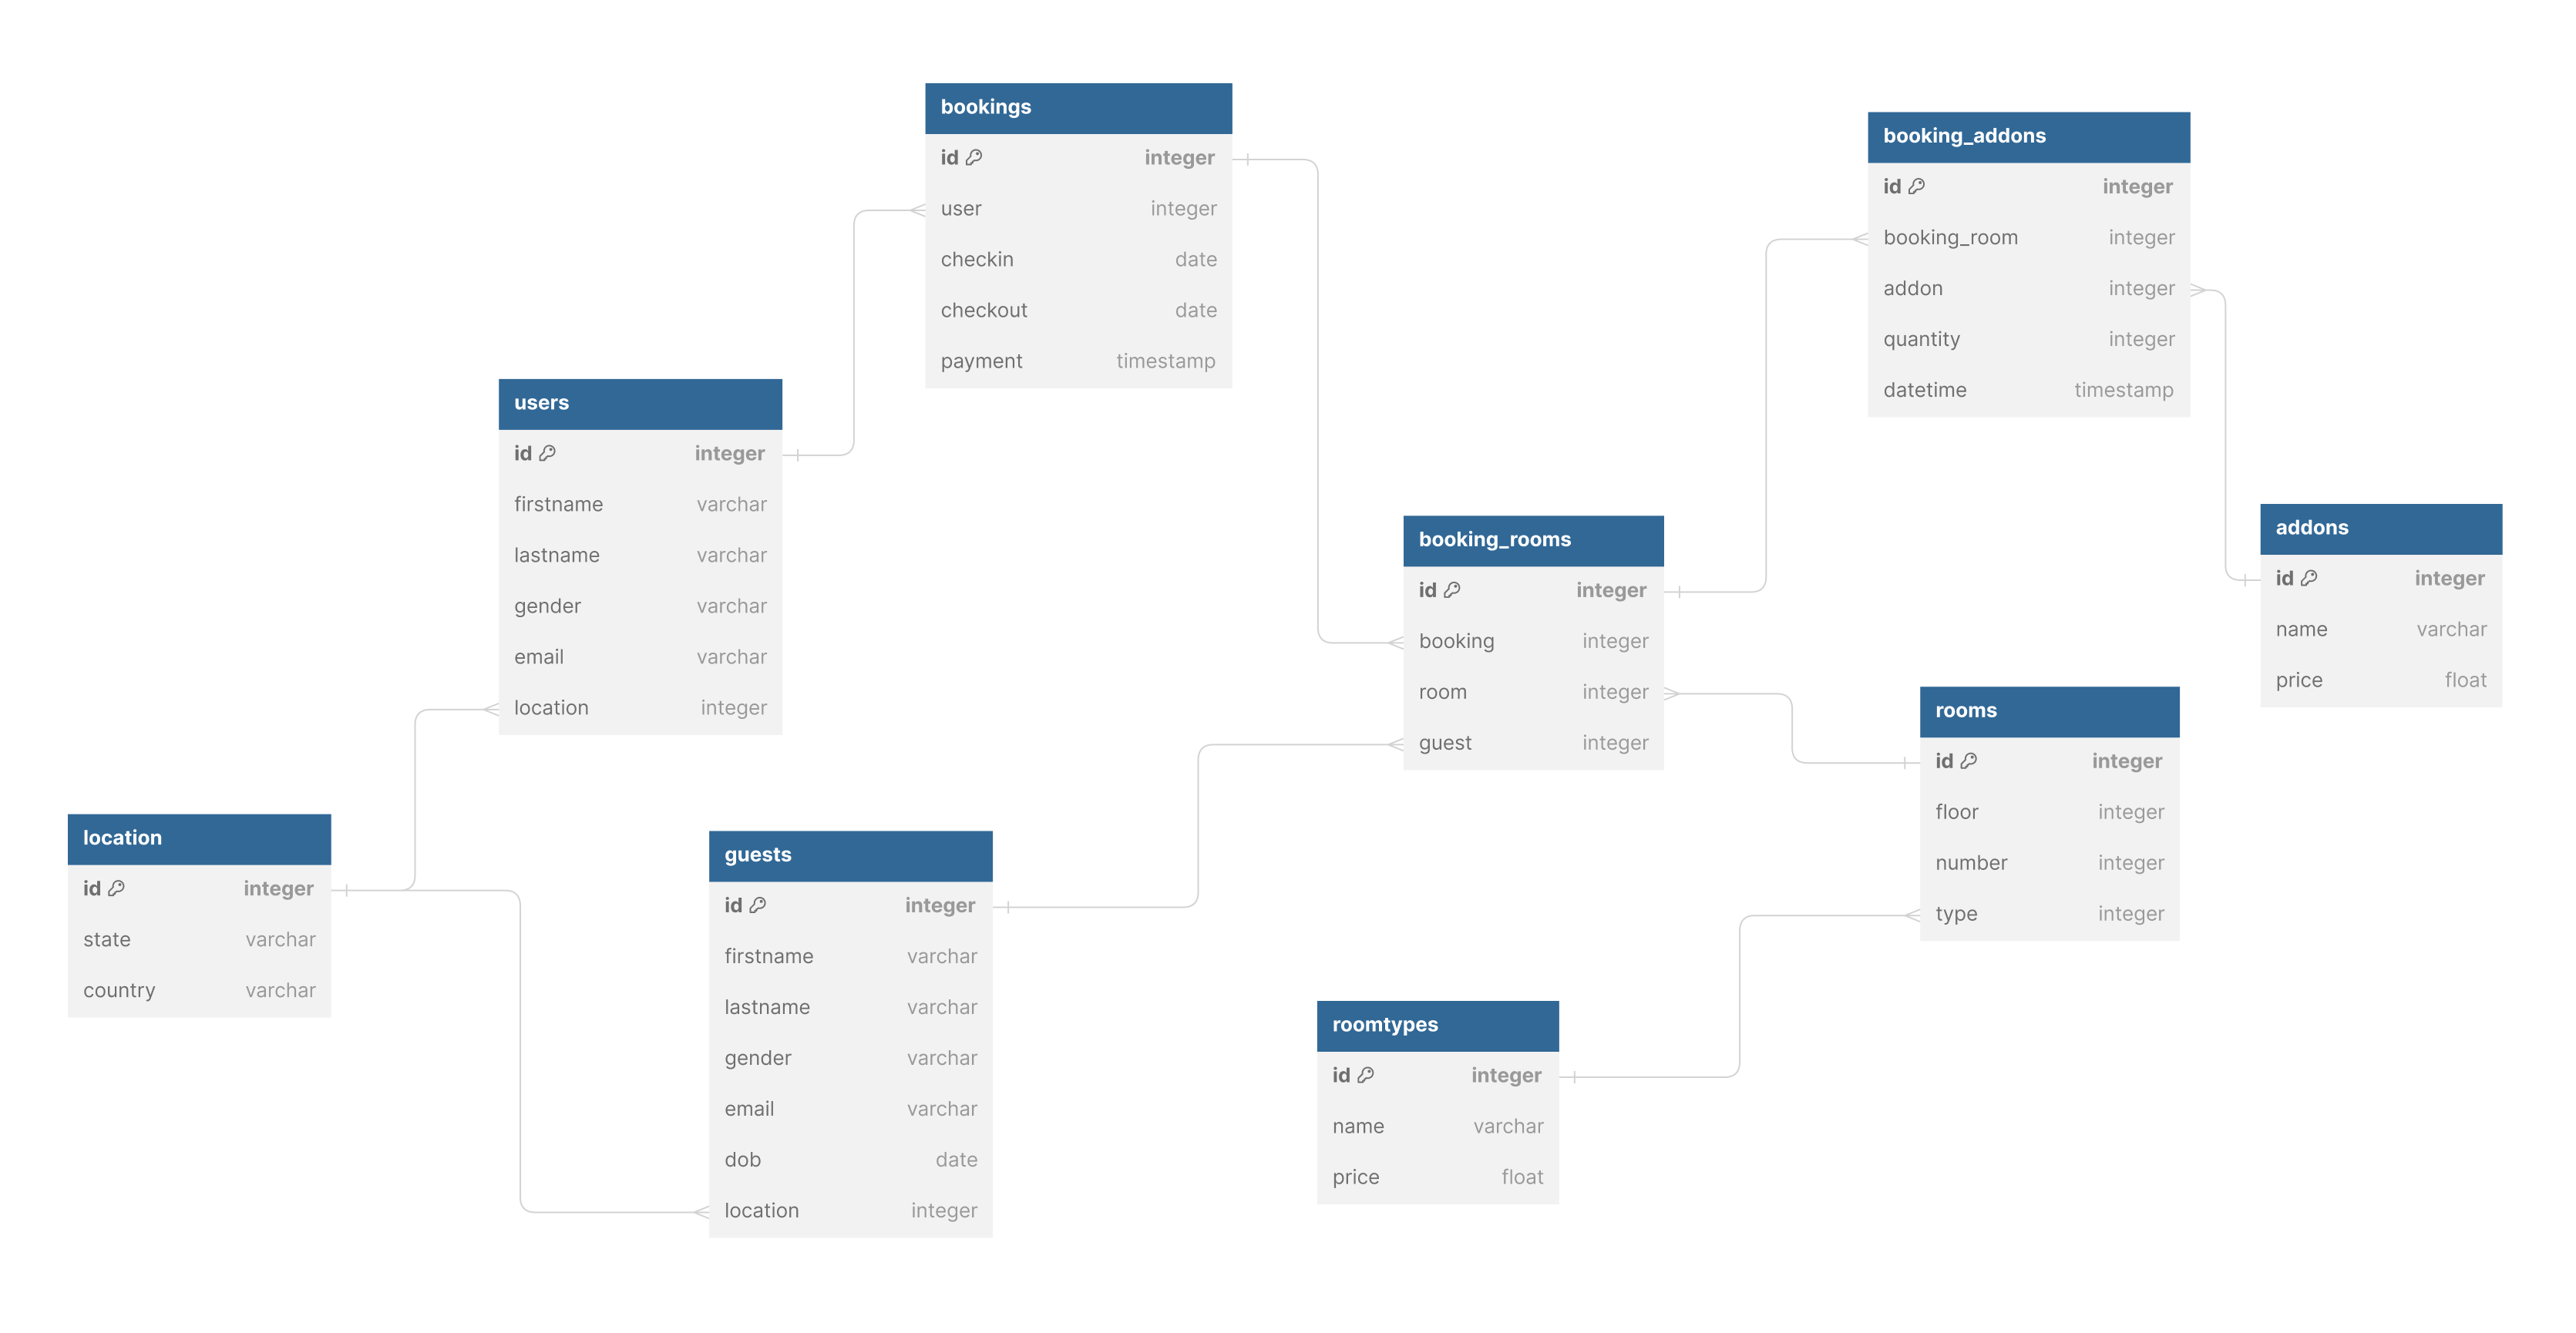 bookings
id integer
user integer
checkin date
checkout date
payment timestamp
booking_addons
id integer
booking_room integer
addon integer
quantity integer
datetime timestamp
users
id integer
firstname varchar
lastname varchar
gender varchar
email varchar
location integer
booking_rooms
id integer
booking integer
room integer
guest integer
addons
id integer
name varchar
price float
rooms
id integer
floor integer
number integer
type integer
location
id integer
state varchar
country varchar
guests
id integer
firstname varchar
lastname varchar
gender varchar
email varchar
dob date
location integer
roomtypes
id integer
name varchar
price float